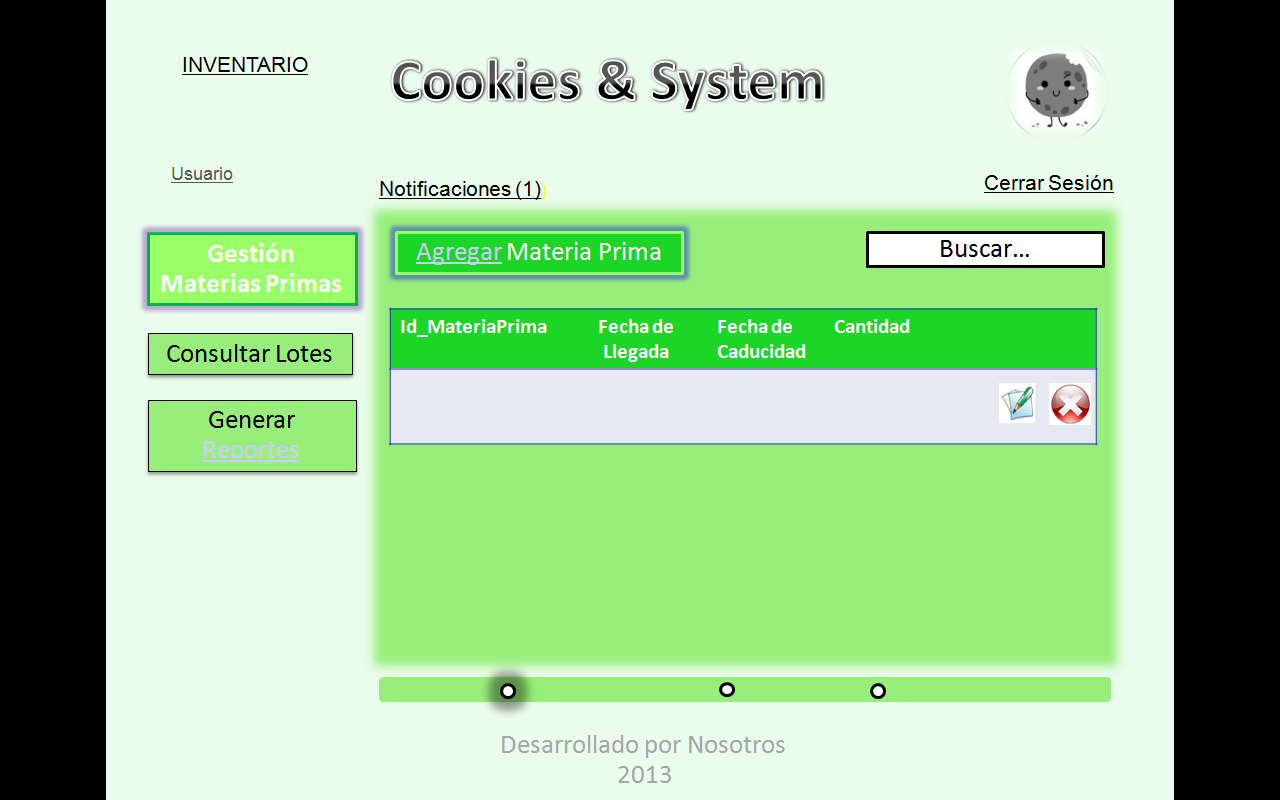 INVENTARIO
Cookies & System
Usuario
Notificaciones (1)
Cerrar Sesión
Gestión
Materias Primas
Consultar Lotes
Generar
Reportes
Agregar Materia Prima
Buscar...
Id_MateriaPrima
Fecha de
Llegada
Fecha de
Caducidad
Cantidad
Desarrollado por Nosotros
2013